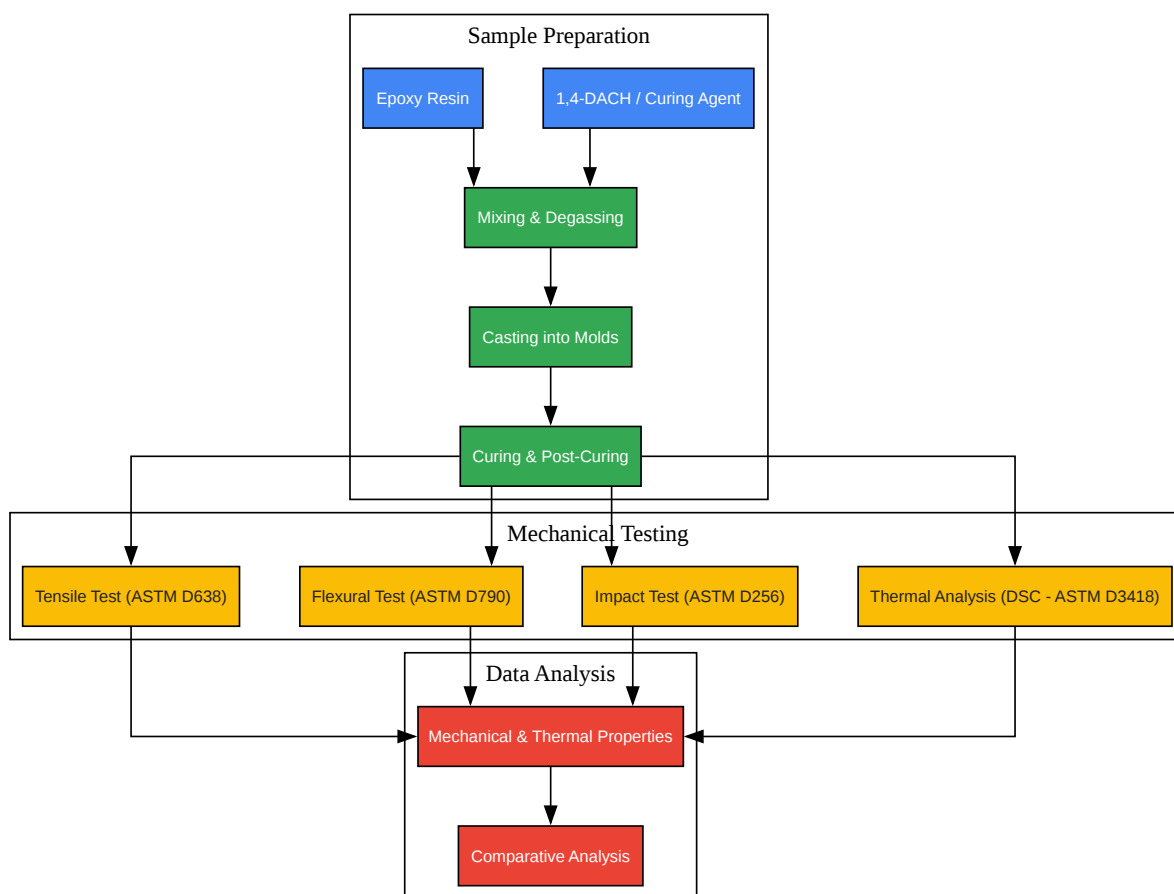 Sample Preparation
Epoxy Resin
1,4-DACH / Curing Agent
Mixing & Degassing
Casting into Molds
Curing & Post-Curing
Mechanical Testing
Tensile Test (ASTM D638)
Flexural Test (ASTM D790)
Impact Test (ASTM D256)
Thermal Analysis (DSC - ASTM D3418)
Data Analysis
Mechanical & Thermal Properties
Comparative Analysis